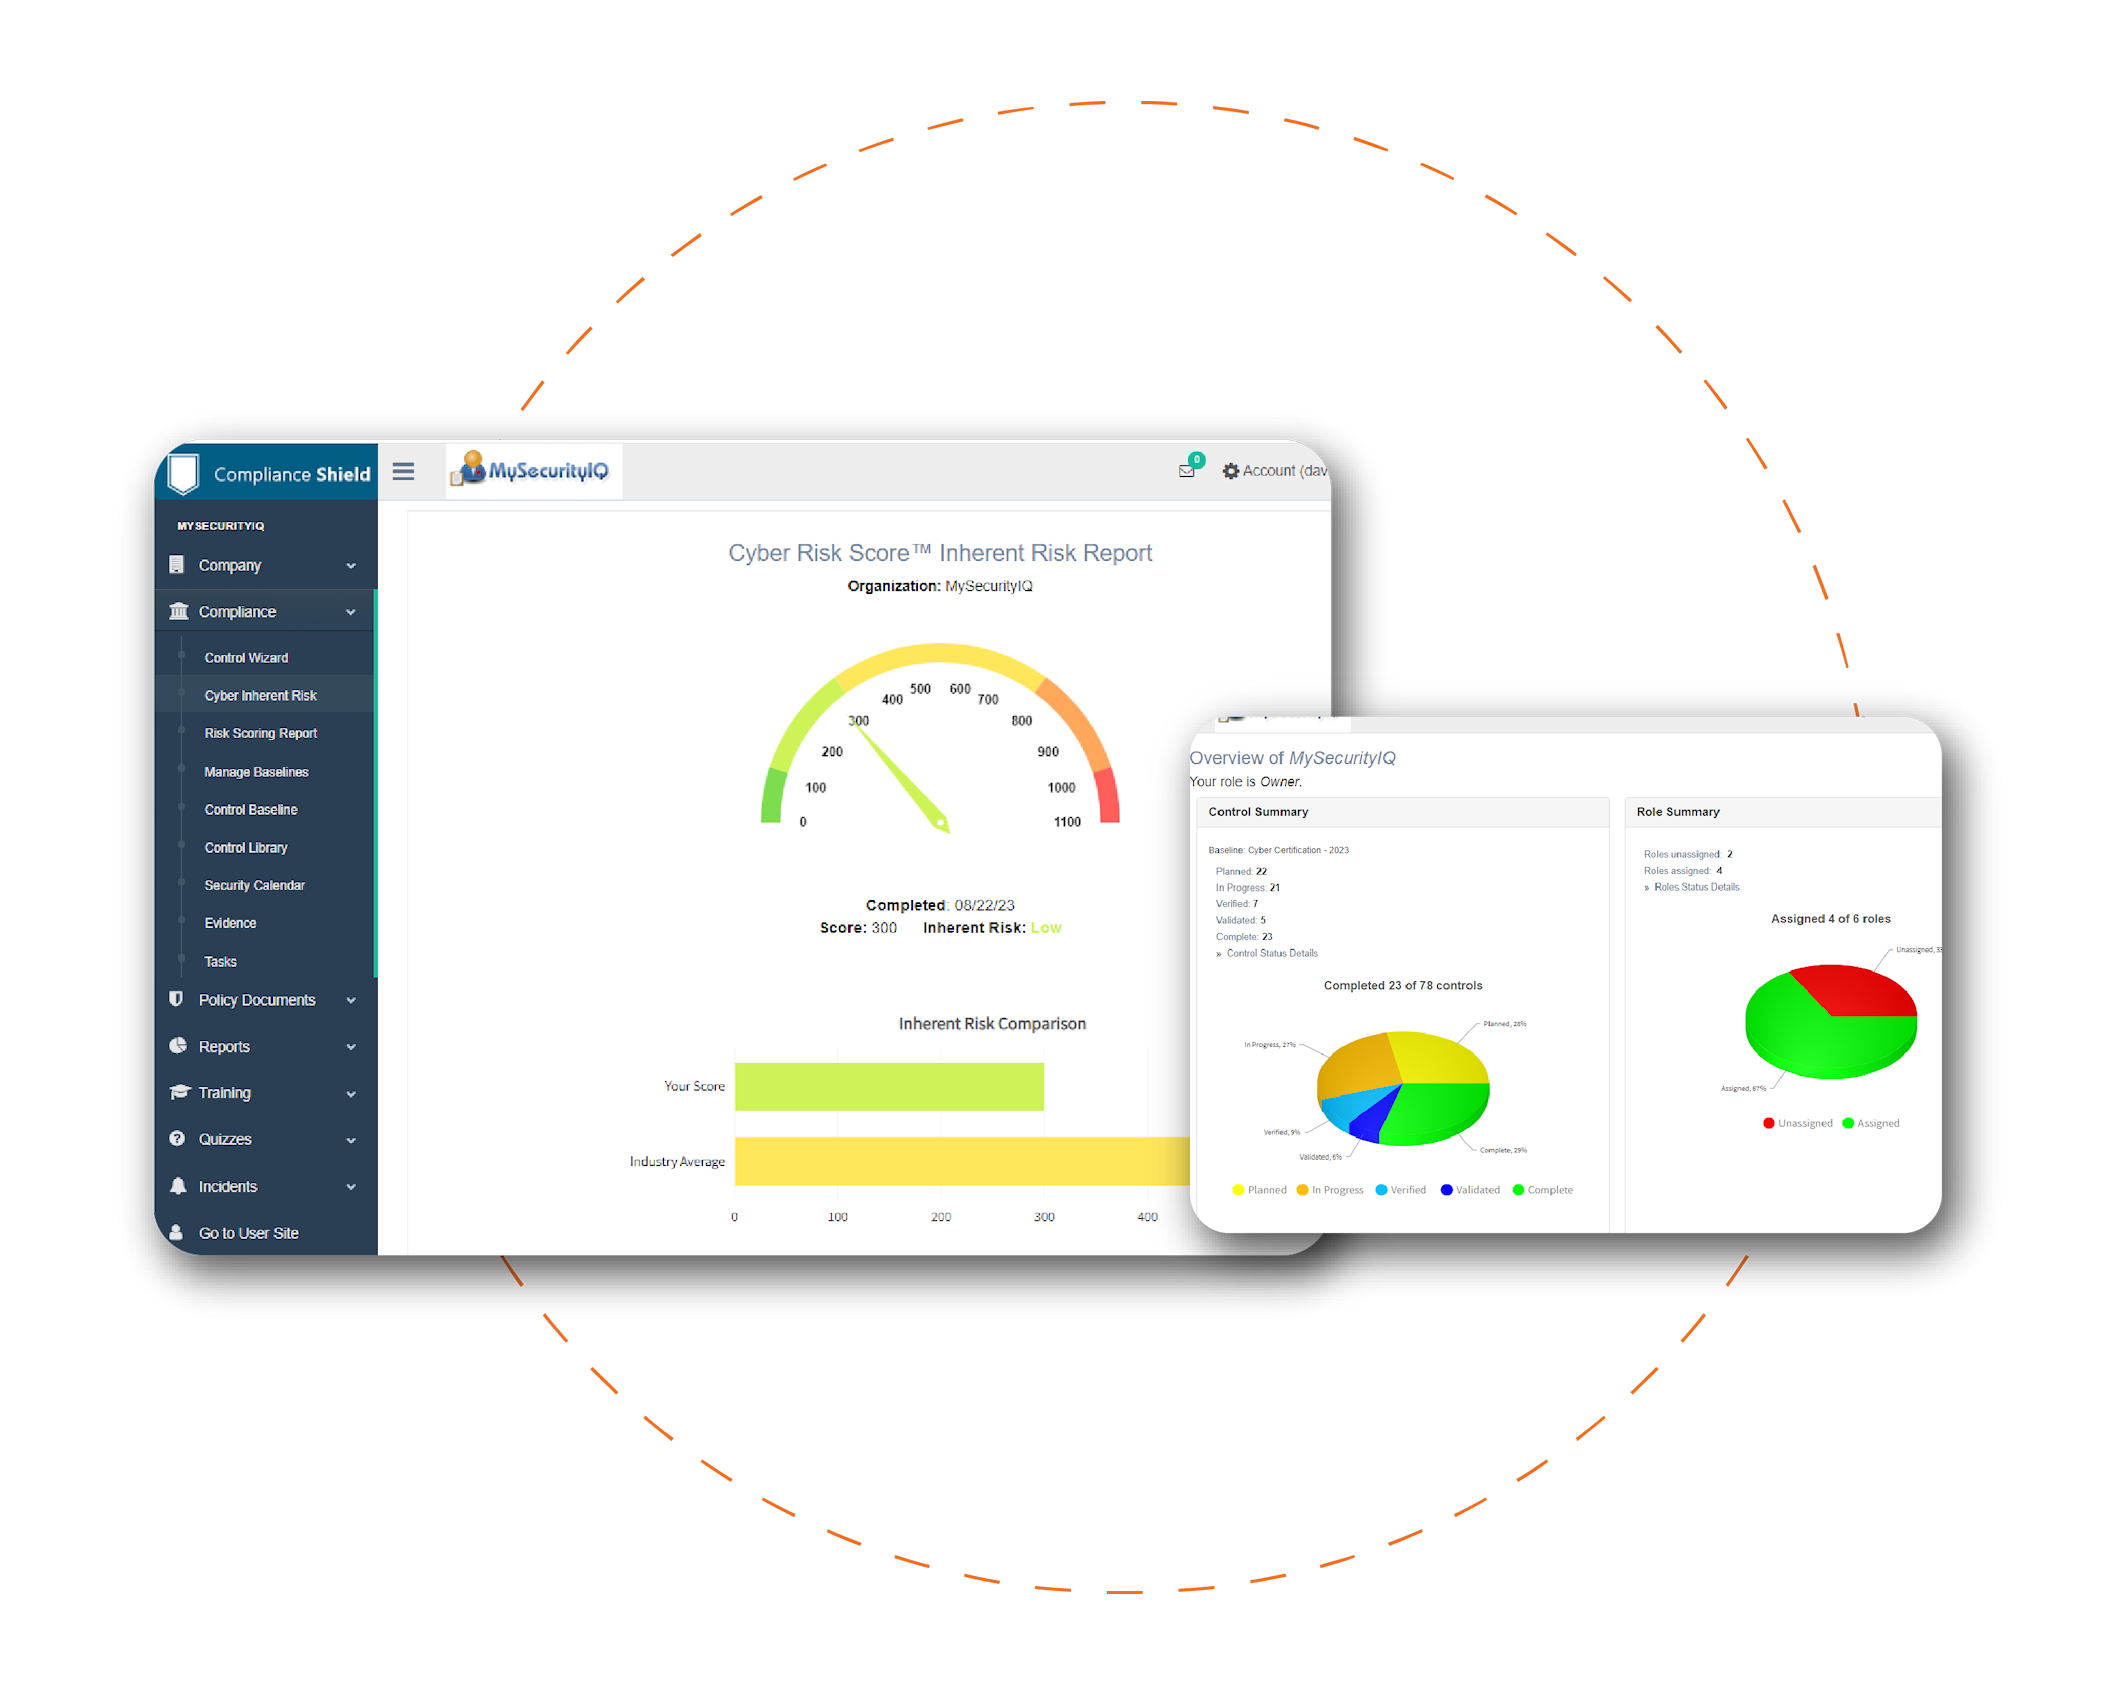 Compliance Shield
MySecurityIQ
0
Account (dav
MYSECURITYIQ
Company
Compliance
Control Wizard
Cyber Inherent Risk
Risk Scoring Report
Manage Baselines
Control Baseline
Control Library
Security Calendar
Evidence
Tasks
Policy Documents
Reports
Training
Quizzes
Incidents
Go to User Site
Cyber Risk Score™ Inherent Risk Report
Organization: MySecurityIQ
0
100
200
300
400
500
600
700
800
900
1000
1100
Completed: 08/22/23
Score: 300 Inherent Risk: Low
Inherent Risk Comparison
Your Score
Industry Average
0 100 200 300 400
Overview of MySecurityIQ
Your role is Owner.
Control Summary
Baseline: Cyber Certification - 2023
Planned: 22
In Progress: 21
Verified: 7
Validated: 5
Complete: 23
» Control Status Details
Completed 23 of 78 controls
Planned, 28%
In Progress, 27%
Verified, 9%
Validated, 6%
Complete, 29%
Planned In Progress Verified Validated Complete
Role Summary
Roles unassigned: 2
Roles assigned: 4
» Roles Status Details
Assigned 4 of 6 roles
Unassigned, 33
Assigned, 67%
Unassigned Assigned